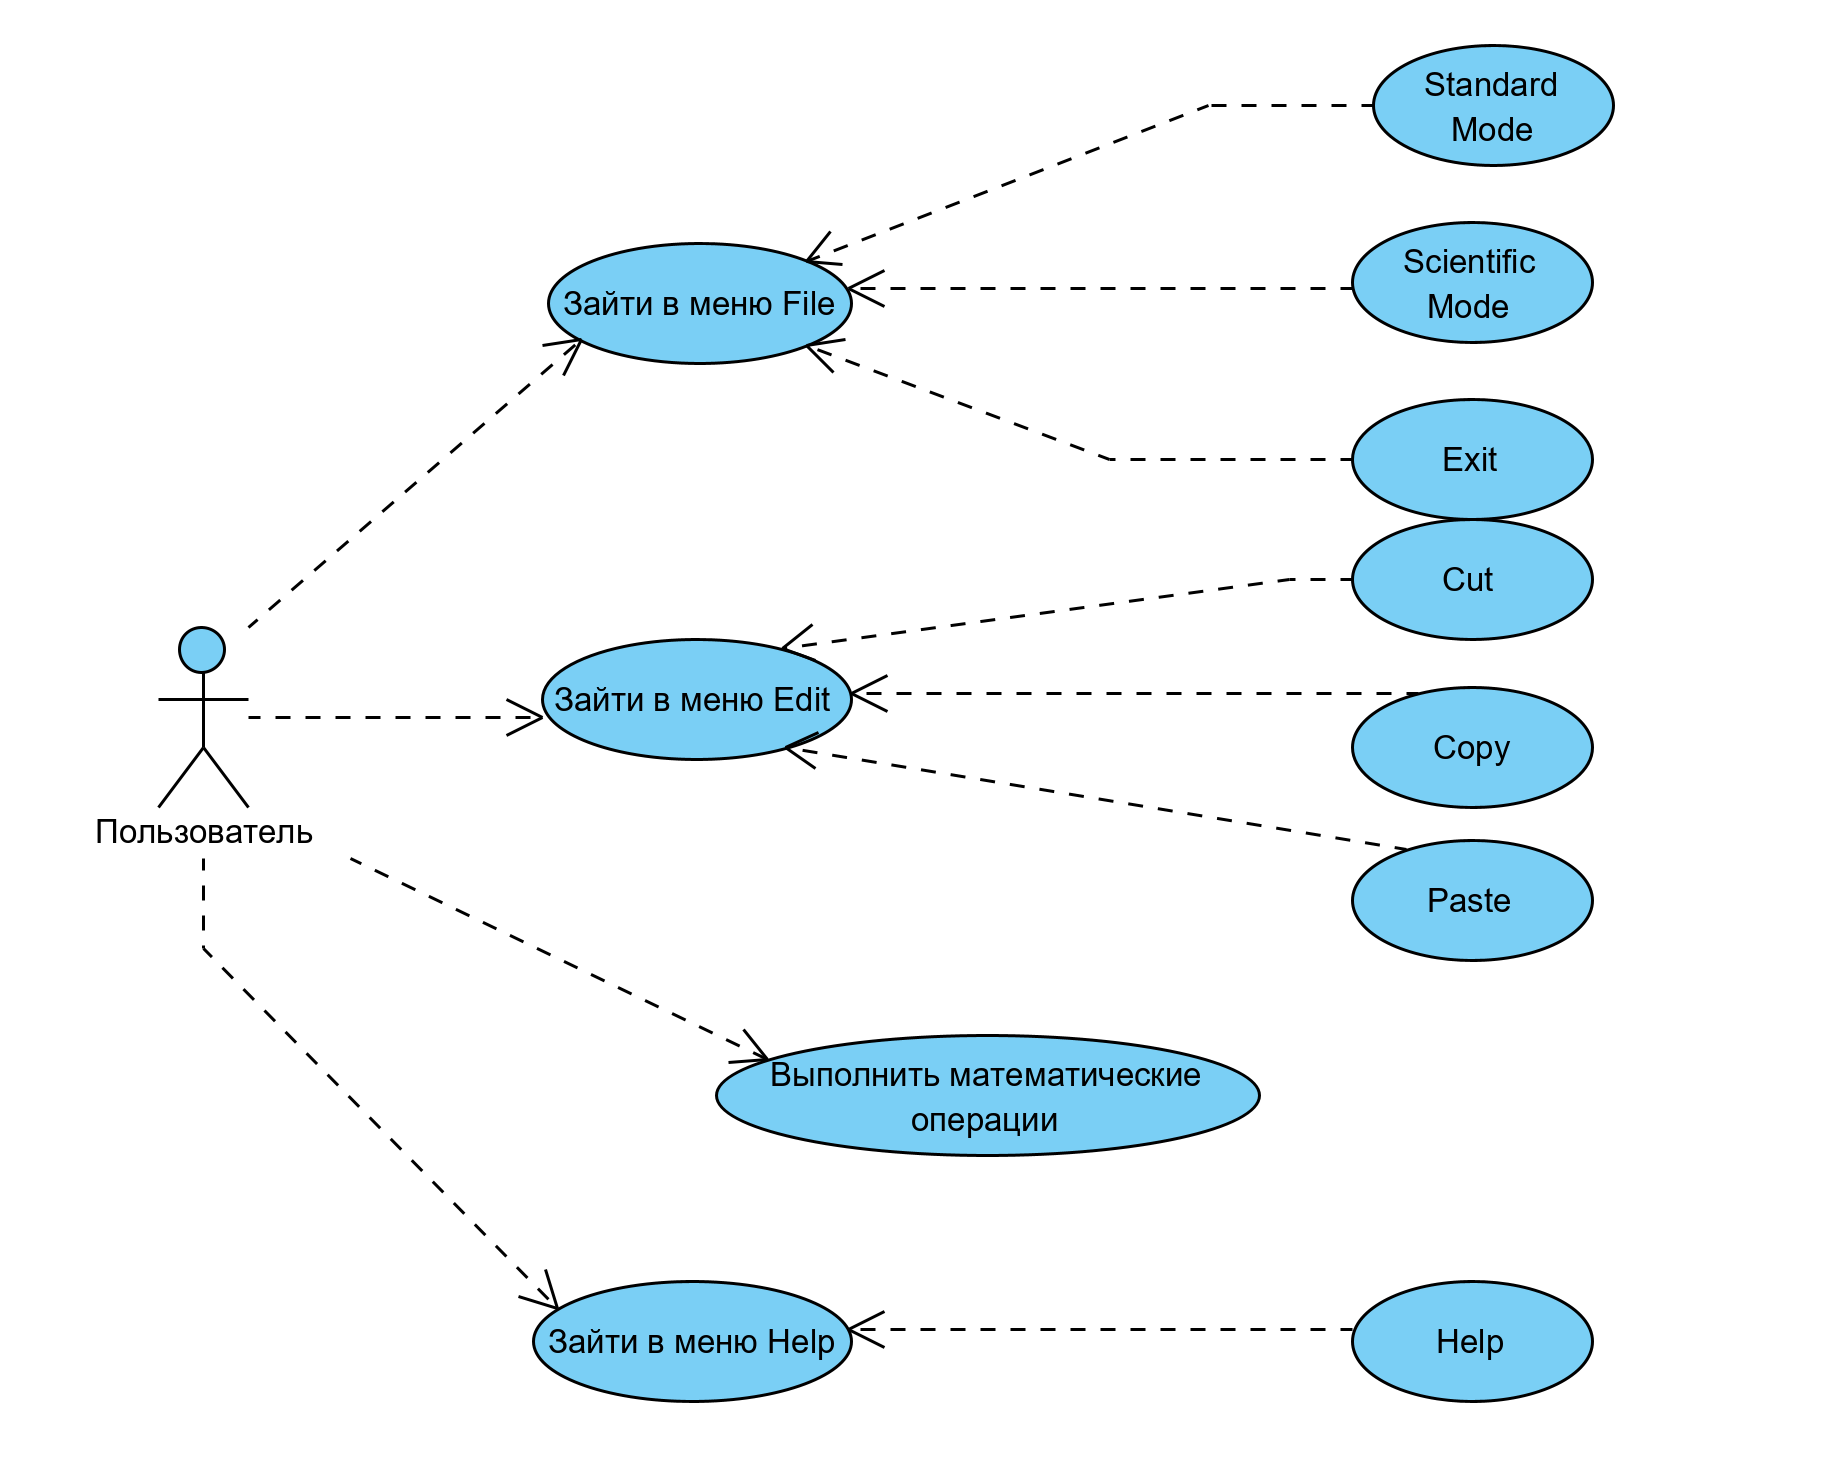 Standard
Mode
Scientific
Mode
Зайти в меню File
Exit
Cut
Зайти в меню Edit
Copy
Пользователь
Paste
Выполнить математические
операции
Зайти в меню Help
Help